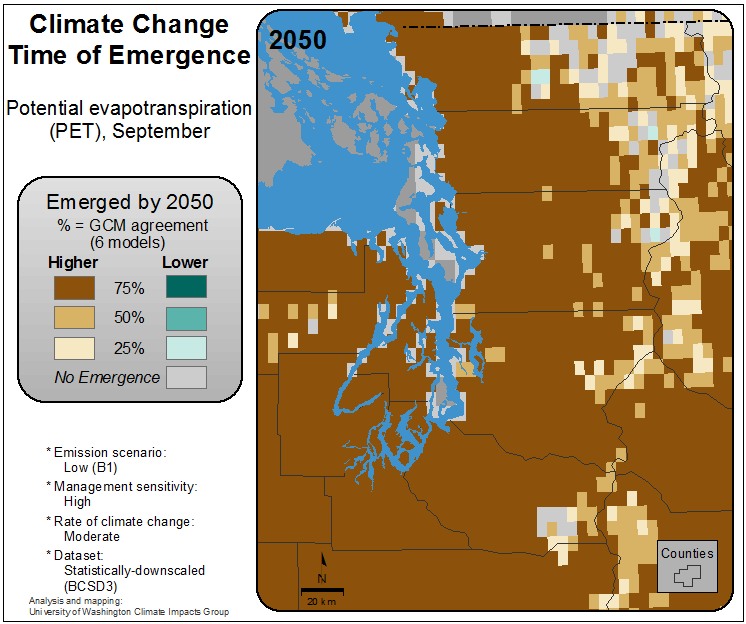 Climate Change
Time of Emergence
Potential evapotranspiration
(PET), September
Emerged by 2050
% = GCM agreement
(6 models)
Higher Lower
75%
50%
25%
No Emergence
* Emission scenario:
Low (B1)
* Management sensitivity:
High
* Rate of climate change:
Moderate
* Dataset:
Statistically-downscaled
(BCSD3)
Analysis and mapping:
University of Washington Climate Impacts Group
2050
N
20 km
Counties